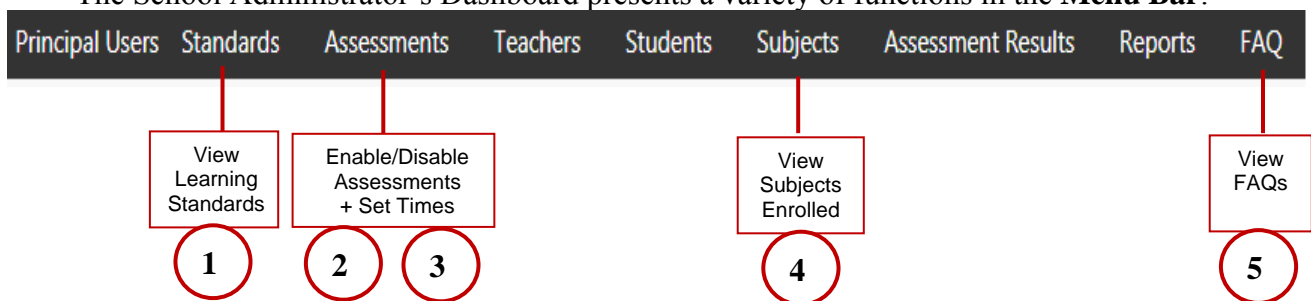 The School Administrator's Dashboard presents a variety of functions in the Menu Bar:
Principal Users Standards Assessments Teachers Students Subjects Assessment Results Reports FAQ
View
Learning
Standards
Enable/Disable
Assessments
+ Set Times
View
Subjects
Enrolled
View
FAQs
1
2
3
4
5